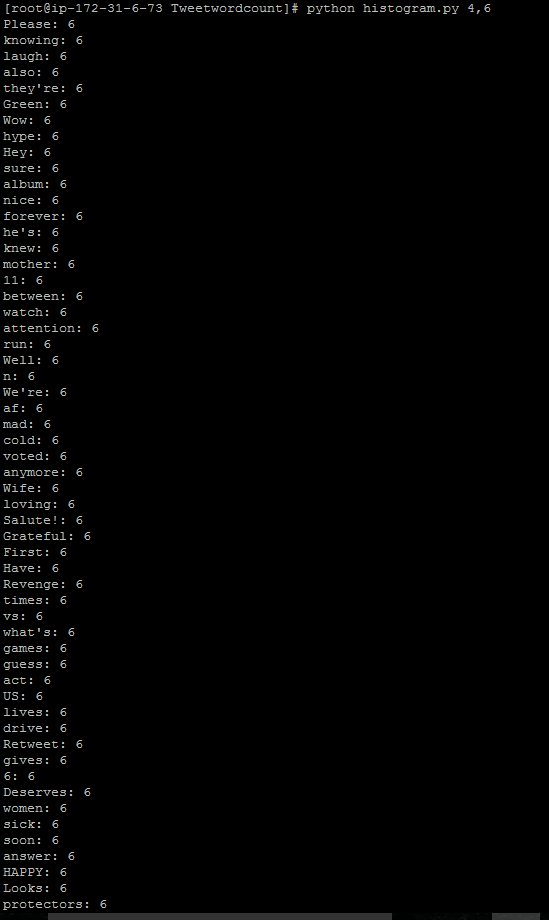 [root@ip-172-31-6-73 Tweetwordcount]# python histogram.py 4,6
Please: 6
knowing: 6
laugh: 6
also: 6
they're: 6
Green: 6
Wow: 6
hype: 6
Hey: 6
sure: 6
album: 6
nice: 6
forever: 6
he's: 6
knew: 6
mother: 6
11: 6
between: 6
watch: 6
attention: 6
run: 6
Well: 6
n: 6
We're: 6
af: 6
mad: 6
cold: 6
voted: 6
anymore: 6
Wife: 6
loving: 6
Salute!: 6
Grateful: 6
First: 6
Have: 6
Revenge: 6
times: 6
vs: 6
what's: 6
games: 6
guess: 6
act: 6
US: 6
lives: 6
drive: 6
Retweet: 6
gives: 6
6: 6
Deserves: 6
women: 6
sick: 6
soon: 6
answer: 6
HAPPY: 6
Looks: 6
protectors: 6